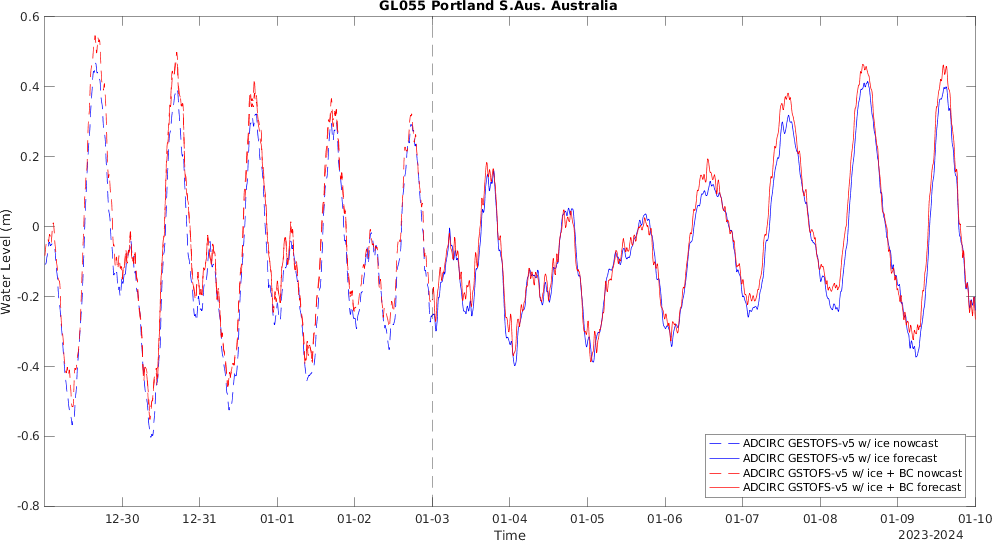 GL055 Portland S.Aus. Australia
0.6
0.4
0.2
0
-0.2
-0.4
-0.6
-0.8
Water Level (m)
12-30 12-31 01-01 01-02 01-03 01-04 01-05 01-06 01-07 01-08 01-09 01-10
Time
2023-2024
ADCIRC GESTOFS-v5 w/ ice nowcast
ADCIRC GESTOFS-v5 w/ ice forecast
ADCIRC GSTOFS-v5 w/ ice + BC nowcast
ADCIRC GSTOFS-v5 w/ ice + BC forecast